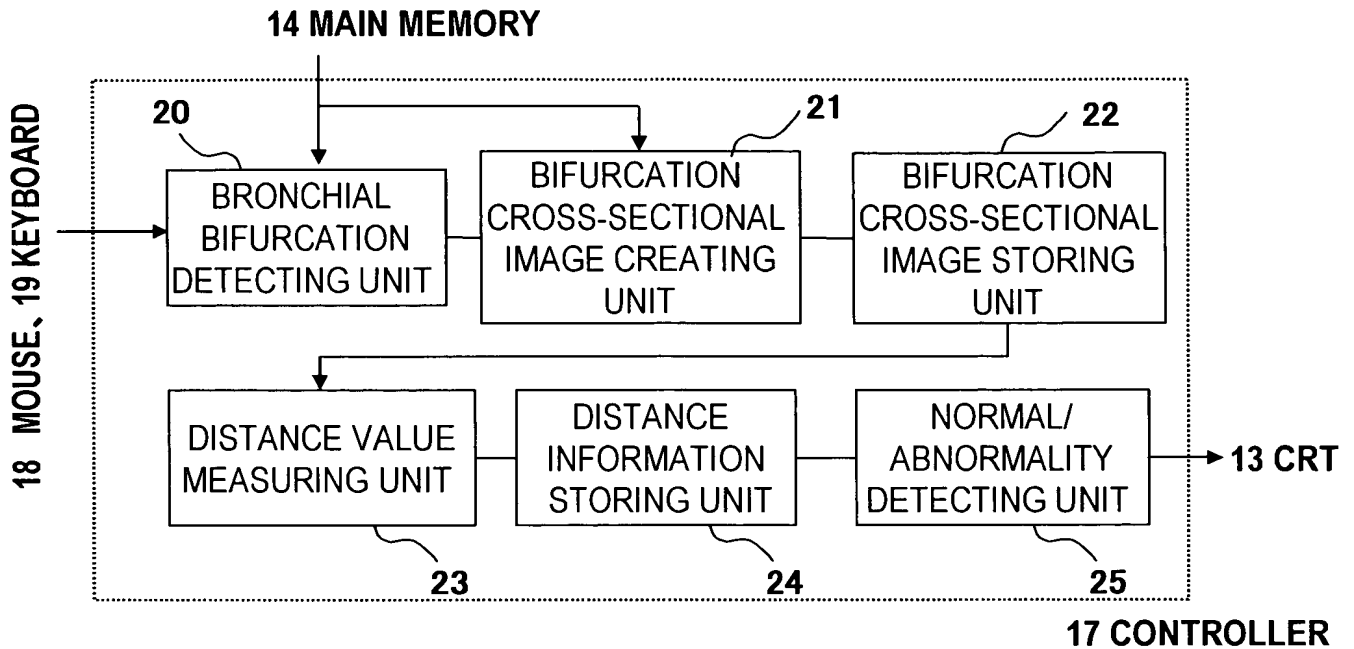 14 MAIN MEMORY
18 MOUSE、19 KEYBOARD
20
21
22
BRONCHIAL
BIFURCATION
DETECTING UNIT
BIFURCATION
CROSS-SECTIONAL
IMAGE CREATING
UNIT
BIFURCATION
CROSS-SECTIONAL
IMAGE STORING
UNIT
DISTANCE VALUE
MEASURING UNIT
DISTANCE
INFORMATION
STORING UNIT
NORMAL/
ABNORMALITY
DETECTING UNIT
13 CRT
23
24
25
17 CONTROLLER